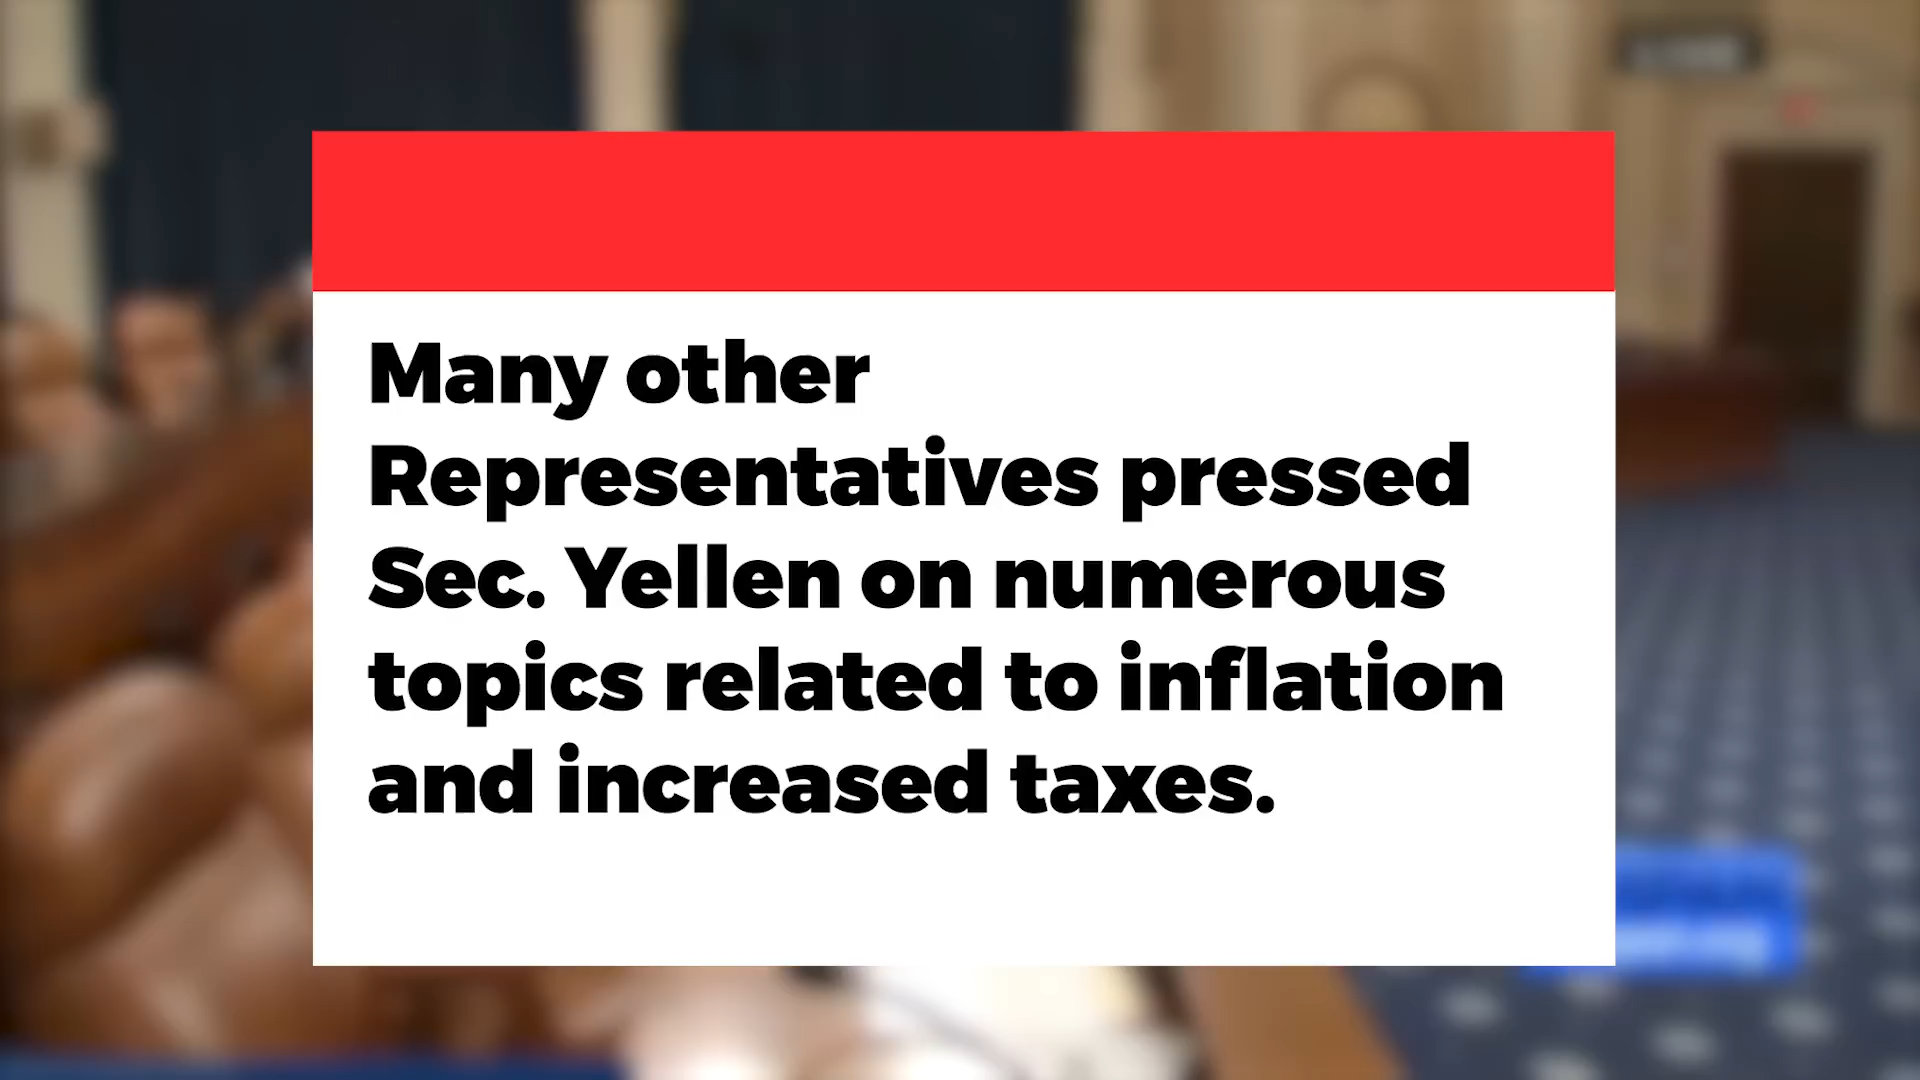 Many other
Representatives pressed
Sec. Yellen on numerous
topics related to inflation
and increased taxes.